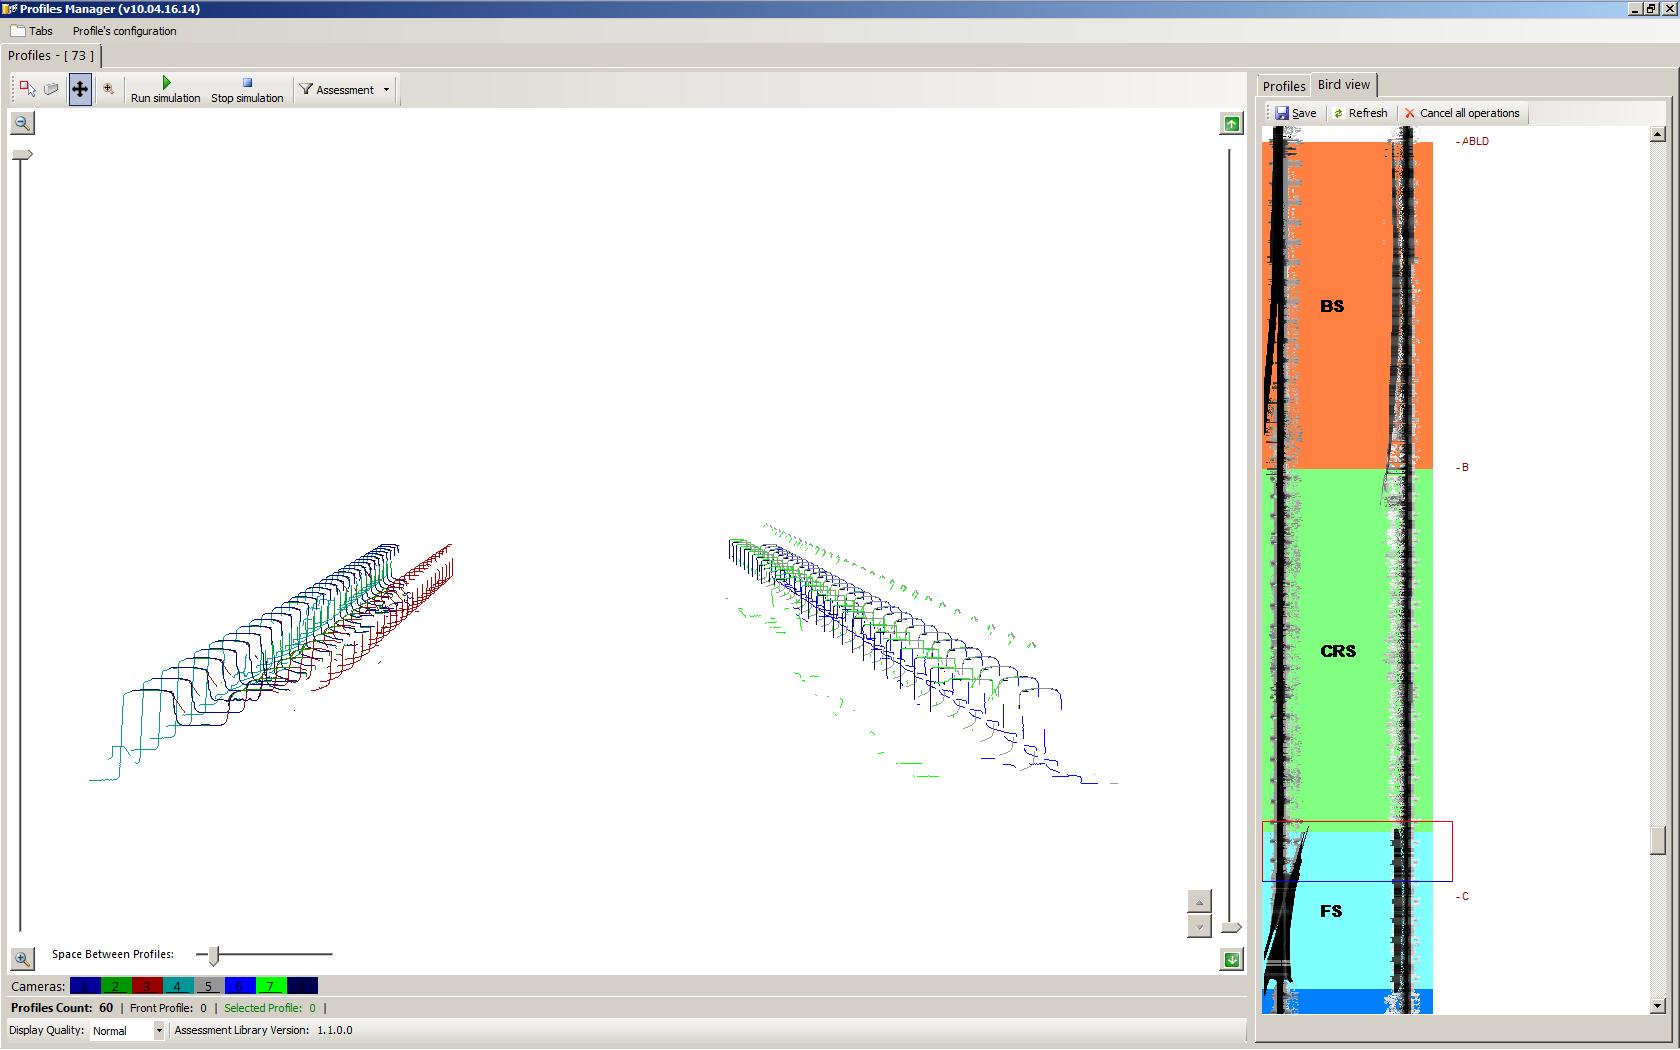 Profiles Manager (v10.04.16.14)
Tabs Profile's configuration
Profiles - [ 73 ]
Run simulation Stop simulation Assessment
Profiles Bird view
Save Refresh Cancel all operations
- ABLD
BS
- B
CRS
- C
FS
Space Between Profiles:
Cameras: 1 2 3 4 5 6 7
Profiles Count: 60 | Front Profile: 0 | Selected Profile: 0 |
Display Quality: Normal Assessment Library Version: 1.1.0.0